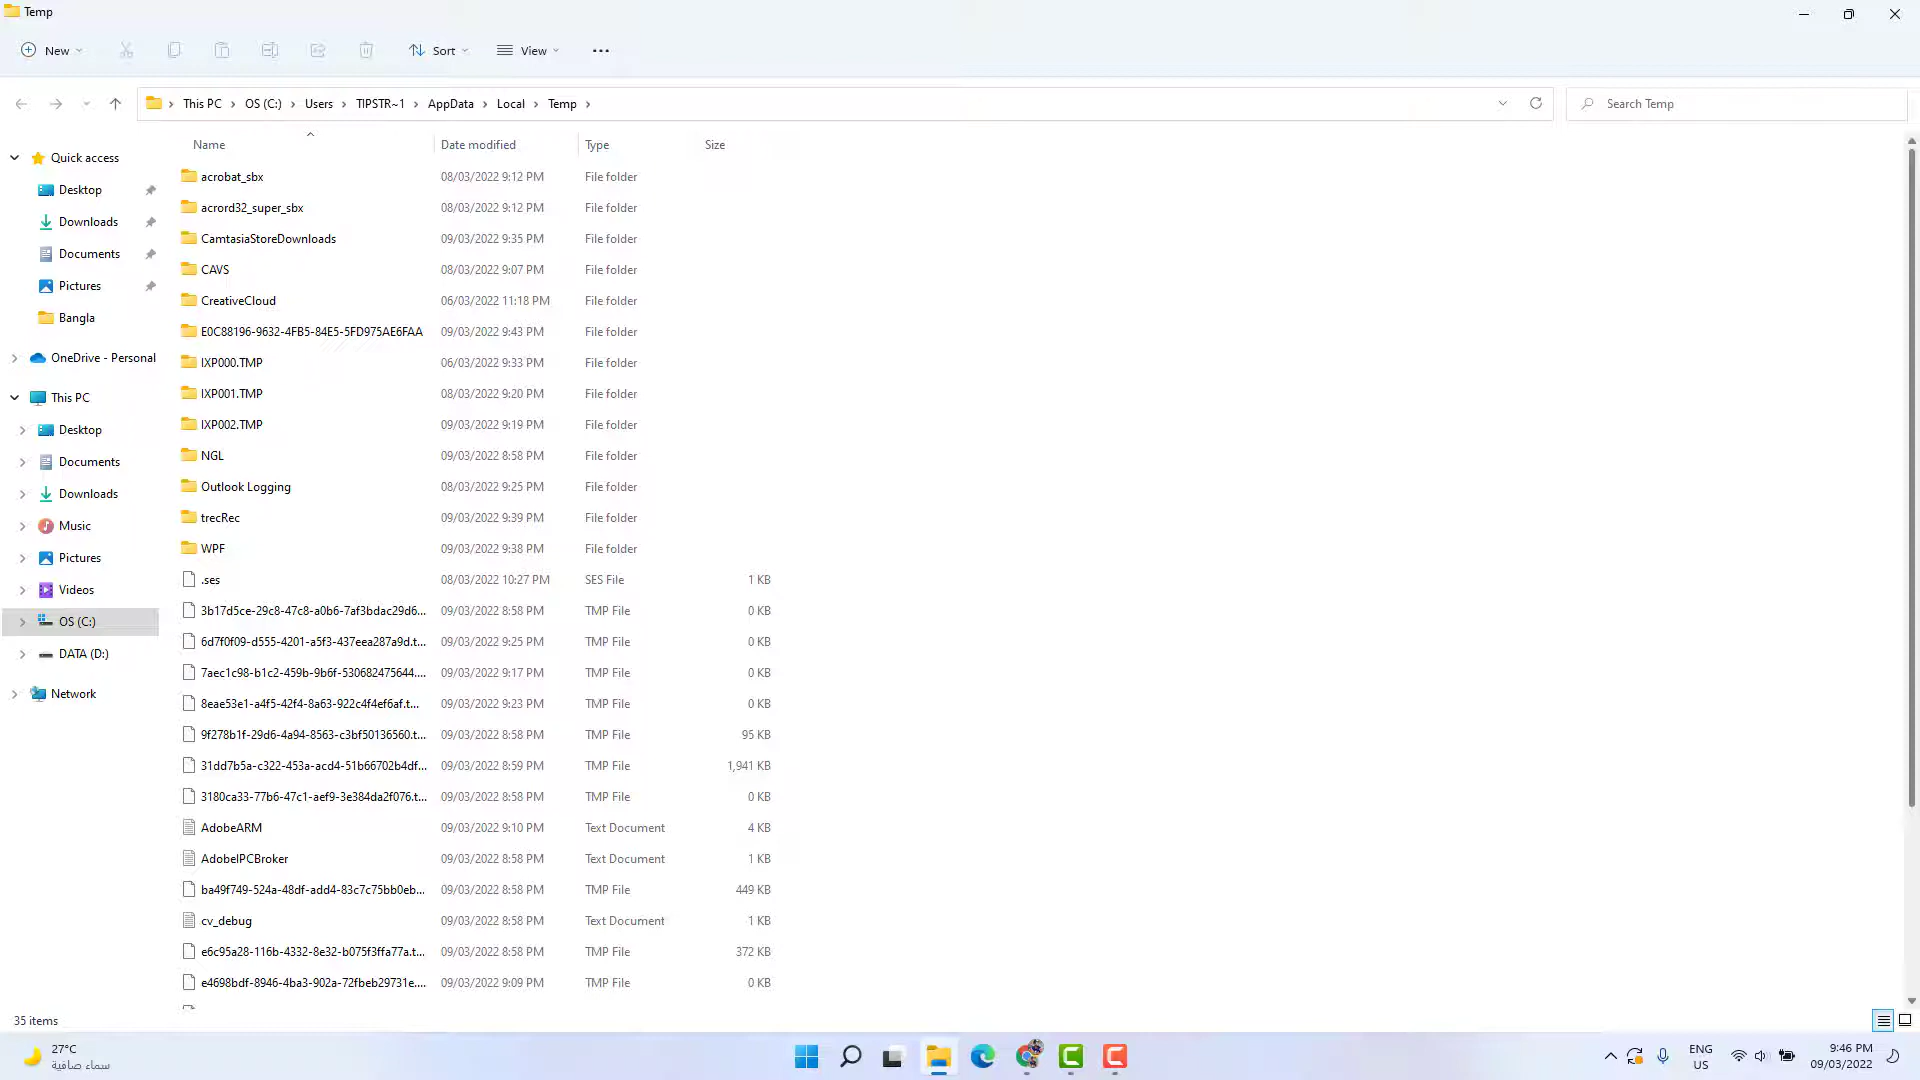 Temp
New
Sort
View
This PC
OS (C:)
Users
TIPSTR~1
AppData
Local
Temp
Search Temp
Name
Date modified
Type
Size
Quick access
Desktop
Downloads
Documents
Pictures
Bangla
OneDrive - Personal
This PC
Desktop
Documents
Downloads
Music
Pictures
Videos
OS (C:)
DATA (D:)
Network
acrobat_sbx 08/03/2022 9:12 PM File folder
acrord32_super_sbx 08/03/2022 9:12 PM File folder
CamtasiaStoreDownloads 09/03/2022 9:35 PM File folder
CAVS 08/03/2022 9:07 PM File folder
CreativeCloud 06/03/2022 11:18 PM File folder
E0C88196-9632-4FB5-84E5-5FD975AE6FAA 09/03/2022 9:43 PM File folder
IXP000.TMP 06/03/2022 9:33 PM File folder
IXP001.TMP 08/03/2022 9:20 PM File folder
IXP002.TMP 09/03/2022 9:19 PM File folder
NGL 09/03/2022 8:58 PM File folder
Outlook Logging 08/03/2022 9:25 PM File folder
trecRec 09/03/2022 9:39 PM File folder
WPF 09/03/2022 9:38 PM File folder
.ses 08/03/2022 10:27 PM SES File 1 KB
3b17d5ce-29c8-47c8-a0b6-7af3bdac29d6... 09/03/2022 8:58 PM TMP File 0 KB
6d7f0f09-d555-4201-a5f3-437eea287a9d.t... 09/03/2022 9:25 PM TMP File 0 KB
7aec1c98-b1c2-459b-9b6f-530682475644.... 09/03/2022 9:17 PM TMP File 0 KB
8eae53e1-a4f5-42f4-8a63-922c4f4ef6af.t... 09/03/2022 9:23 PM TMP File 0 KB
9f278b1f-29d6-4a94-8563-c3bf50136560.t... 09/03/2022 8:58 PM TMP File 95 KB
31dd7b5a-c322-453a-acd4-51b66702b4df... 09/03/2022 8:59 PM TMP File 1,941 KB
3180ca33-77b6-47c1-aef9-3e384da2f076.t... 09/03/2022 8:58 PM TMP File 0 KB
AdobeARM 09/03/2022 9:10 PM Text Document 4 KB
AdobeIPCBroker 09/03/2022 8:58 PM Text Document 1 KB
ba49f749-524a-48df-add4-83c7c75bb0eb... 09/03/2022 8:58 PM TMP File 449 KB
cv_debug 09/03/2022 8:58 PM Text Document 1 KB
e6c95a28-116b-4332-8e32-b075f3ffa77a.t... 09/03/2022 8:58 PM TMP File 372 KB
e4698bdf-8946-4ba3-902a-72fbeb29731e.... 09/03/2022 9:09 PM TMP File 0 KB
35 items
27°C
سماء صافية
ENG
US
9:46 PM
09/03/2022